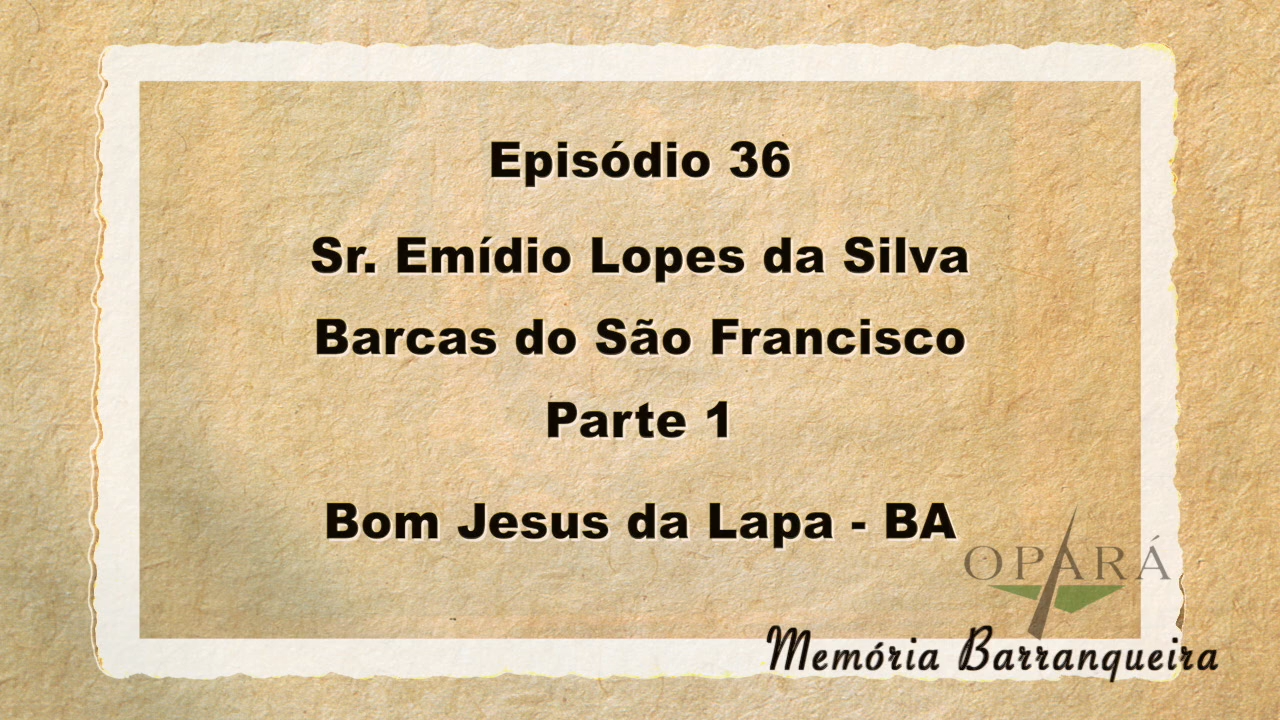 Episódio 36
Sr. Emídio Lopes da Silva
Barcas do São Francisco
Parte 1
Bom Jesus da Lapa - BA
OPARÁ
Memória Barranqueira